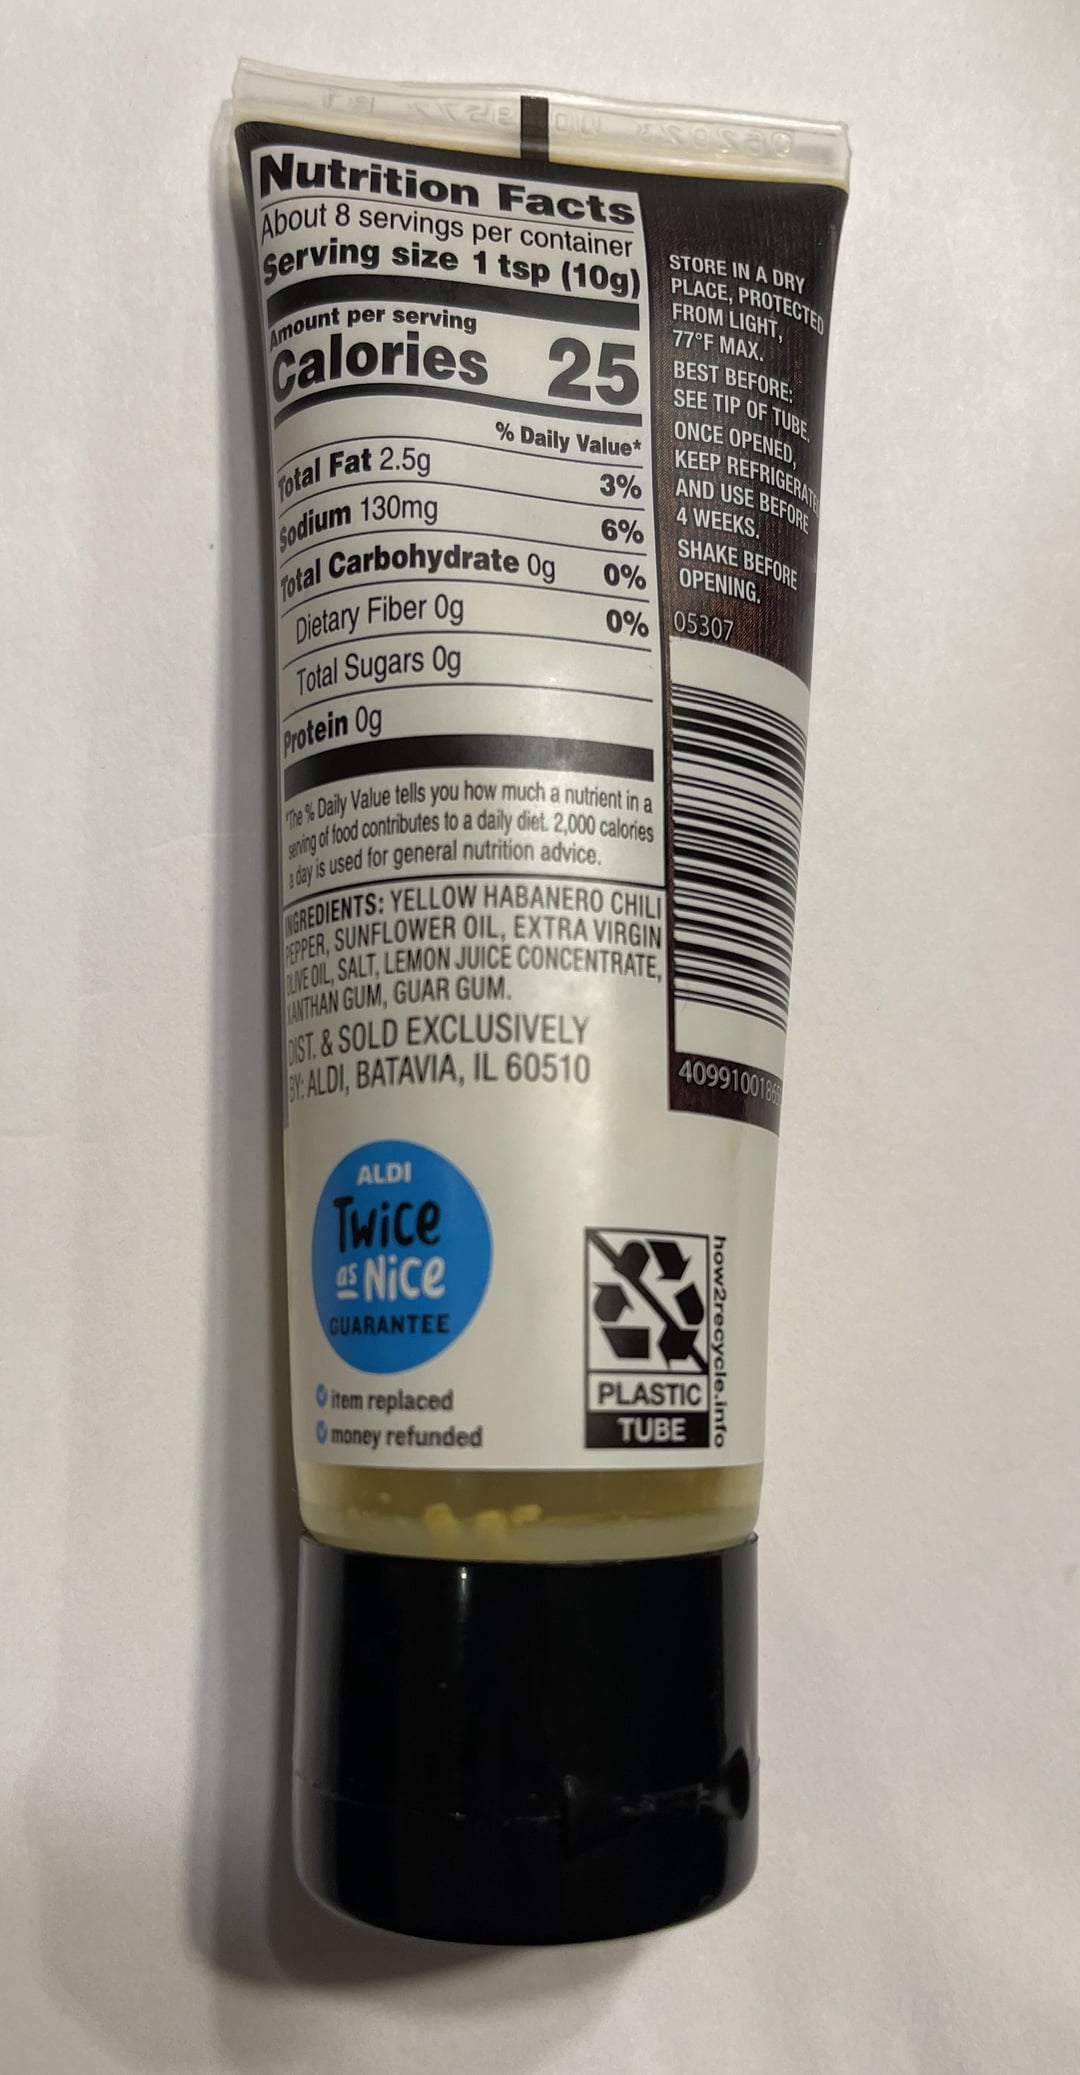 Nutrition Facts
About 8 servings per container
Serving size 1 tsp (10g)
Amount per serving
Calories 25
% Daily Value*
Total Fat 2.5g 3%
Sodium 130mg 6%
Total Carbohydrate 0g 0%
Dietary Fiber 0g 0%
Total Sugars 0g
Protein 0g
*The % Daily Value tells you how much a nutrient in a
serving of food contributes to a daily diet. 2,000 calories
a day is used for general nutrition advice.
INGREDIENTS: YELLOW HABANERO CHILI
PEPPER, SUNFLOWER OIL, EXTRA VIRGIN
OLIVE OIL, SALT, LEMON JUICE CONCENTRATE,
XANTHAN GUM, GUAR GUM.
DIST. & SOLD EXCLUSIVELY
BY: ALDI, BATAVIA, IL 60510
STORE IN A DRY
PLACE, PROTECTED
FROM LIGHT,
77°F MAX.
BEST BEFORE:
SEE TIP OF TUBE.
ONCE OPENED,
KEEP REFRIGERATE
AND USE BEFORE
4 WEEKS.
SHAKE BEFORE
OPENING.
05307
ALDI
Twice
as Nice
GUARANTEE
item replaced
money refunded
PLASTIC
TUBE
how2recycle.info